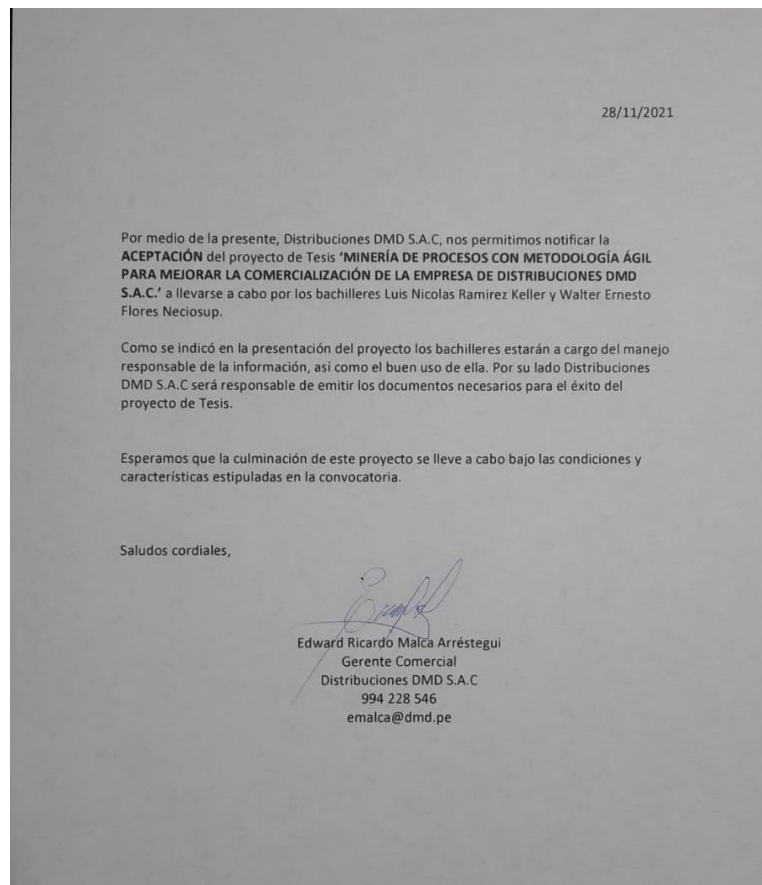 28/11/2021
Por medio de la presente, Distribuciones DMD S.A.C, nos permitimos notificar la
ACEPTACIÓN del proyecto de Tesis ‘MINERÍA DE PROCESOS CON METODOLOGÍA ÁGIL
PARA MEJORAR LA COMERCIALIZACIÓN DE LA EMPRESA DE DISTRIBUCIONES DMD
S.A.C.’ a llevarse a cabo por los bachilleres Luis Nicolas Ramirez Keller y Walter Ernesto
Flores Neciosup.
Como se indicó en la presentación del proyecto los bachilleres estarán a cargo del manejo
responsable de la información, así como el buen uso de ella. Por su lado Distribuciones
DMD S.A.C será responsable de emitir los documentos necesarios para el éxito del
proyecto de Tesis.
Esperamos que la culminación de este proyecto se lleve a cabo bajo las condiciones y
características estipuladas en la convocatoria.
Saludos cordiales,
Edward Ricardo Malca Arréstegui
Gerente Comercial
Distribuciones DMD S.A.C
994 228 546
emalca@dmd.pe